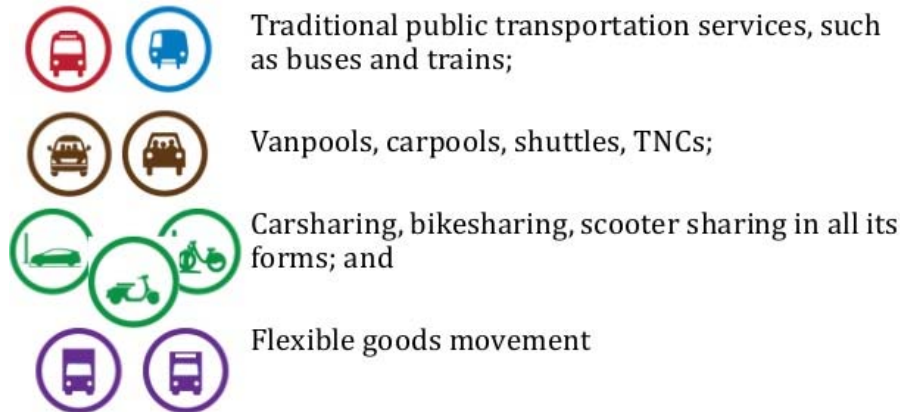 Traditional public transportation services, such
as buses and trains;
Vanpools, carpools, shuttles, TNCs;
Carsharing, bikesharing, scooter sharing in all its
forms; and
Flexible goods movement